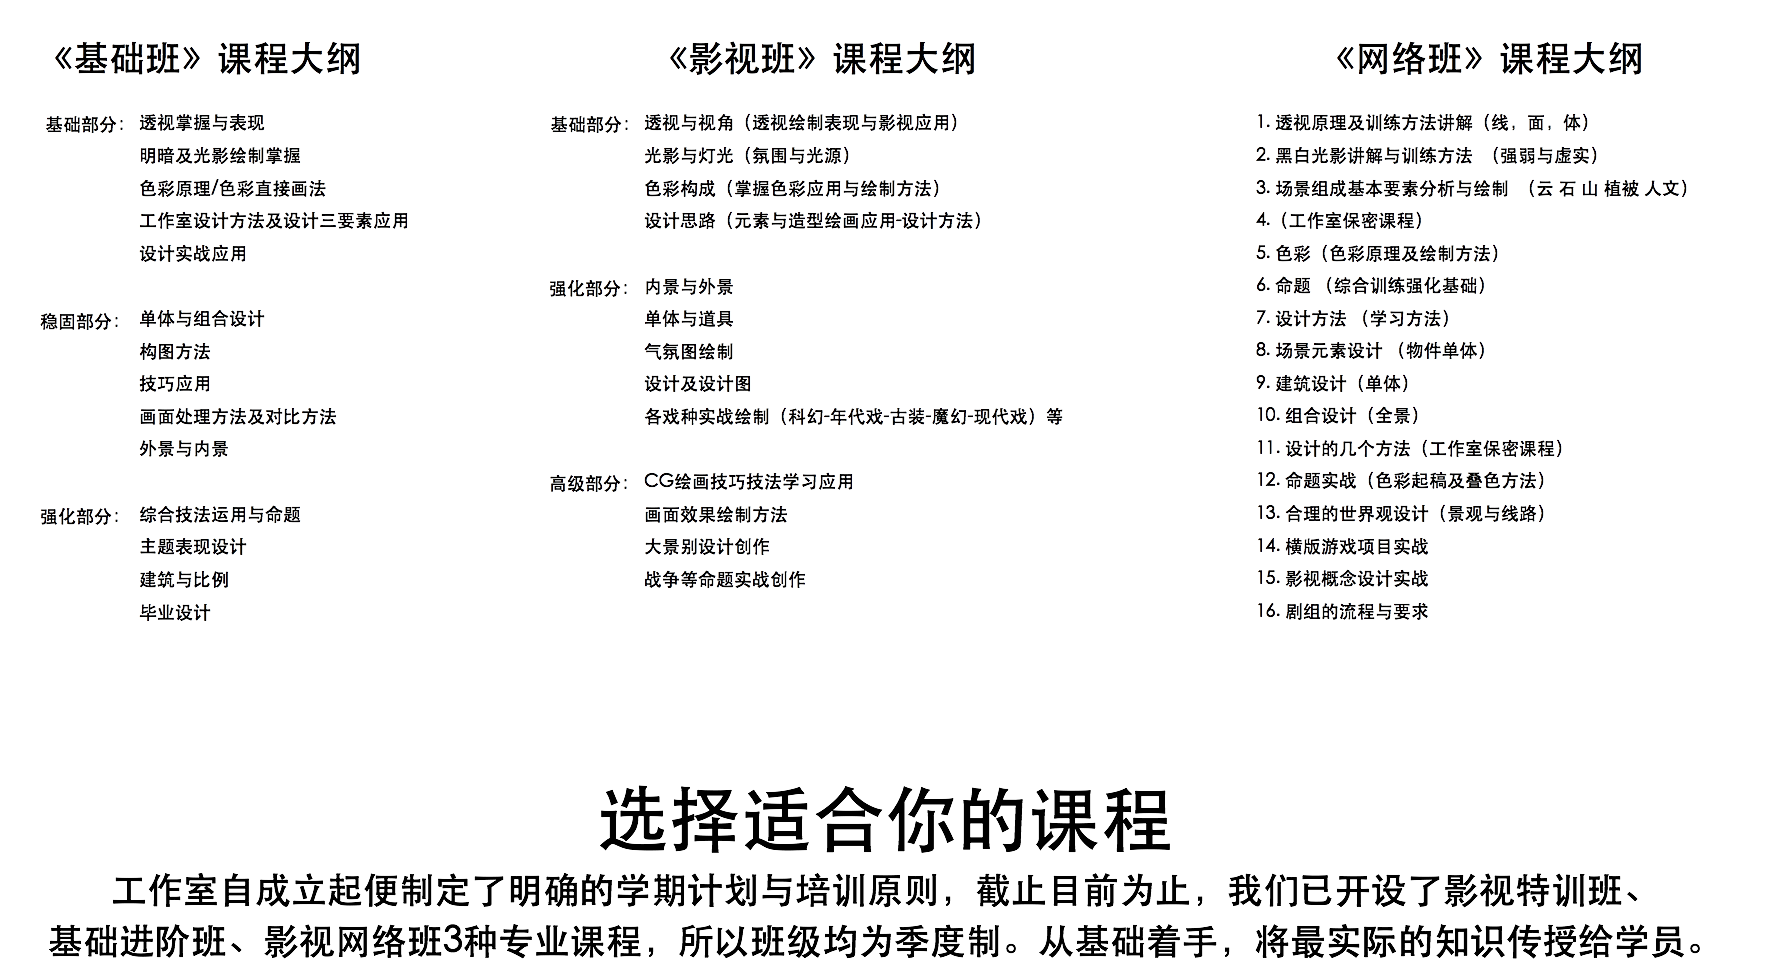 《基础班》课程大纲
基础部分： 透视掌握与表现
明暗及光影绘制掌握
色彩原理/色彩直接画法
工作室设计方法及设计三要素应用
设计实战应用
稳固部分： 单体与组合设计
构图方法
技巧应用
画面处理方法及对比方法
外景与内景
强化部分： 综合技法运用与命题
主题表现设计
建筑与比例
毕业设计
《影视班》课程大纲
基础部分： 透视与视角（透视绘制表现与影视应用）
光影与灯光（氛围与光源）
色彩构成（掌握色彩应用与绘制方法）
设计思路（元素与造型绘画应用-设计方法）
强化部分： 内景与外景
单体与道具
气氛图绘制
设计及设计图
各戏种实战绘制（科幻-年代戏-古装-魔幻-现代戏）等
高级部分： CG绘画技巧技法学习应用
画面效果绘制方法
大景别设计创作
战争等命题实战创作
《网络班》课程大纲
1. 透视原理及训练方法讲解（线，面，体）
2. 黑白光影讲解与训练方法 （强弱与虚实）
3. 场景组成基本要素分析与绘制 （云 石 山 植被 人文）
4.（工作室保密课程）
5. 色彩（色彩原理及绘制方法）
6. 命题 （综合训练强化基础）
7. 设计方法 （学习方法）
8. 场景元素设计 （物件单体）
9. 建筑设计（单体）
10. 组合设计（全景）
11. 设计的几个方法（工作室保密课程）
12. 命题实战（色彩起稿及叠色方法）
13. 合理的世界观设计（景观与线路）
14. 横版游戏项目实战
15. 影视概念设计实战
16. 剧组的流程与要求
选择适合你的课程
工作室自成立起便制定了明确的学期计划与培训原则，截止目前为止，我们已开设了影视特训班、
基础进阶班、影视网络班3种专业课程，所以班级均为季度制。从基础着手，将最实际的知识传授给学员。